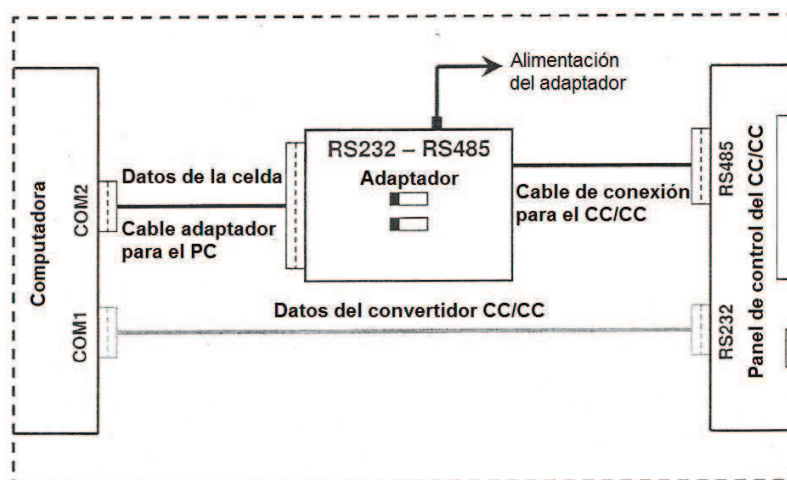 Alimentación
del adaptador
RS232 – RS485
Adaptador
Datos de la celda
Cable adaptador
para el PC
Cable de conexión
para el CC/CC
Datos del convertidor CC/CC
Computadora
COM2
COM1
RS485
RS232
Panel de control del CC/CC